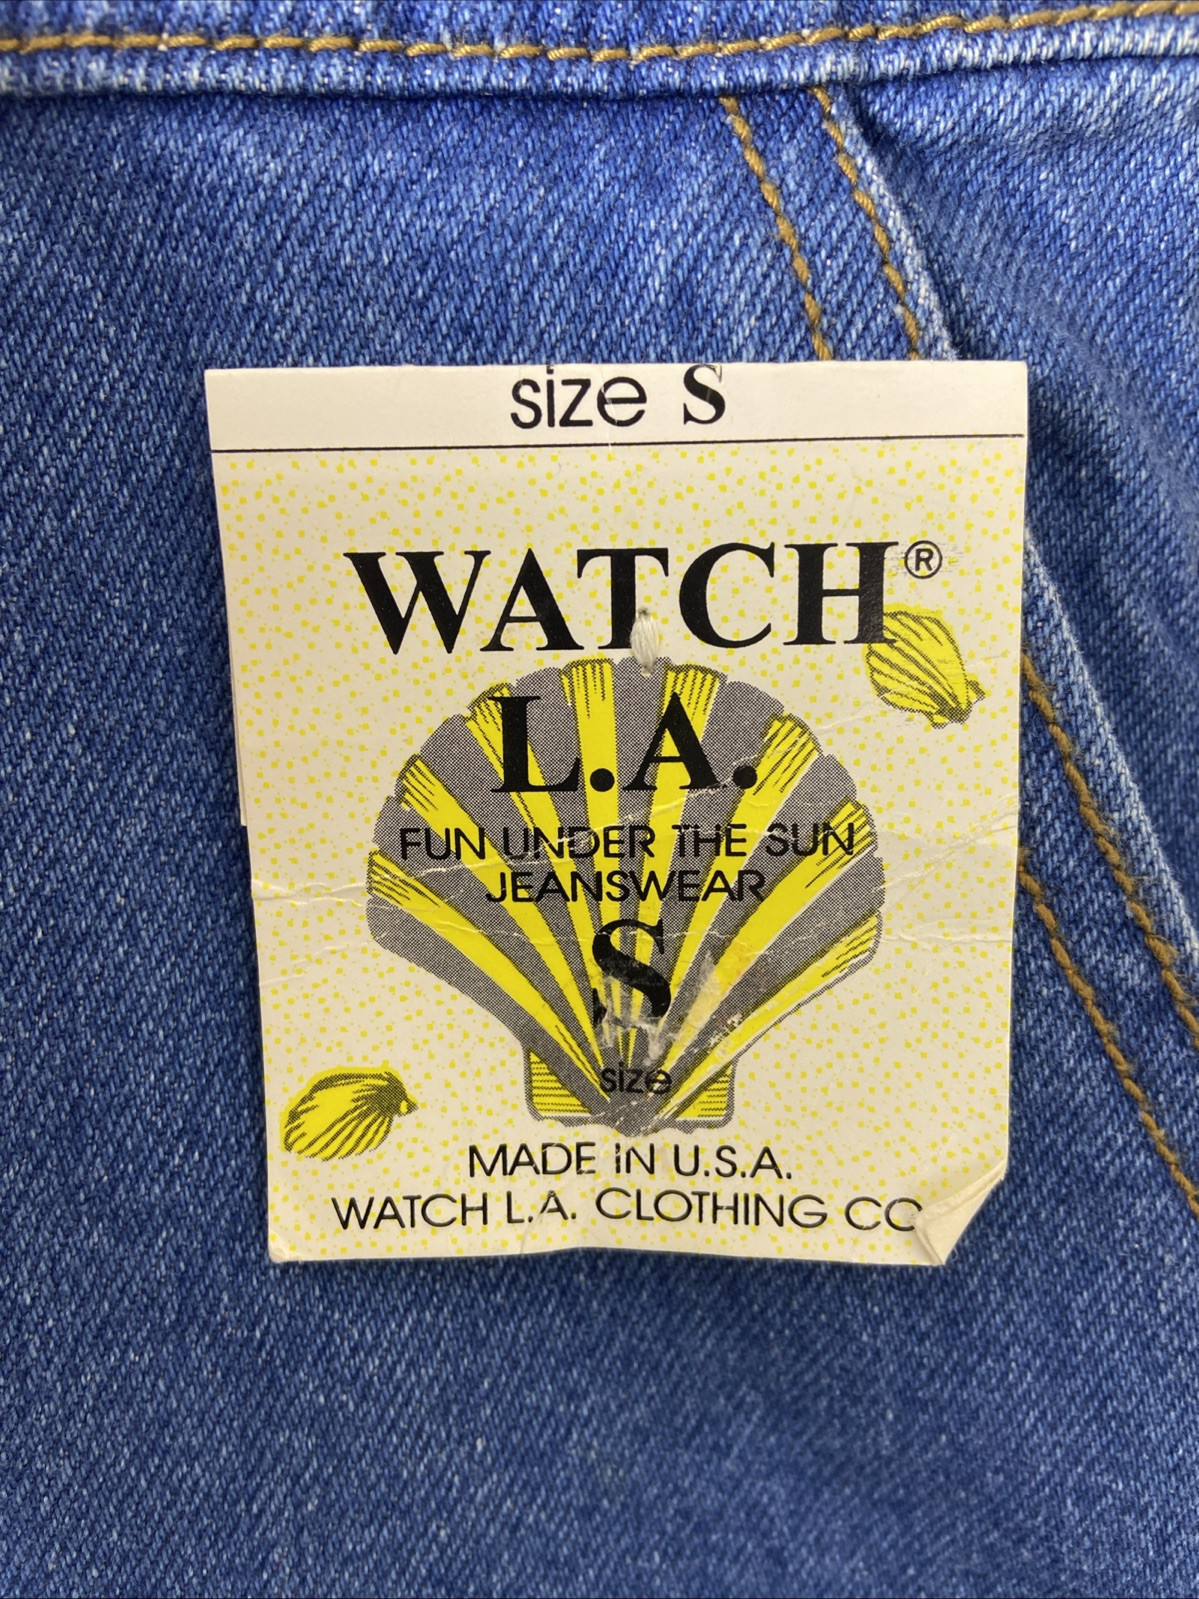 size S
WATCH®
L.A.
FUN UNDER THE SUN
JEANSWEAR
S
size
MADE IN U.S.A.
WATCH L.A. CLOTHING CO